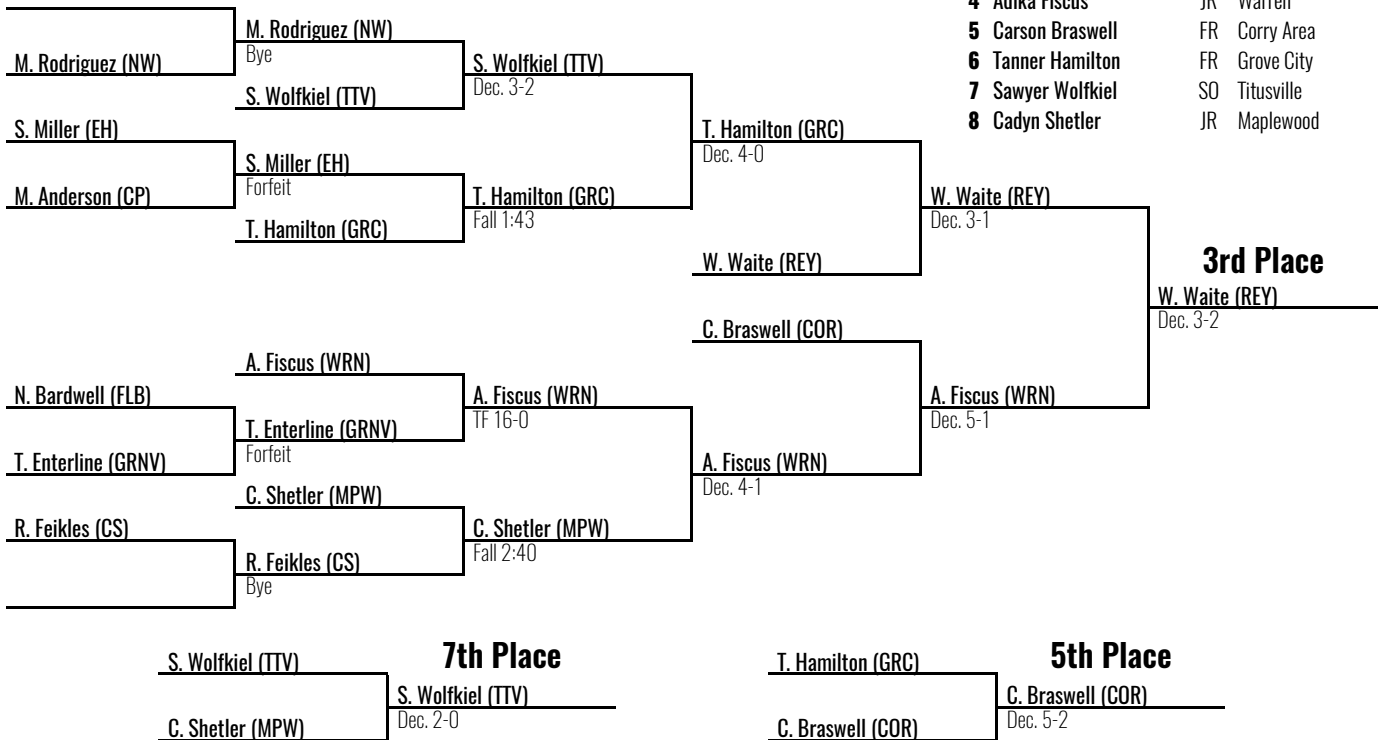 4 Adika Fiscus JR Warren
M. Rodriguez (NW)
Bye
5 Carson Braswell FR Corry Area
M. Rodriguez (NW)
S. Wolfkiel (TTV)
Dec. 3-2
6 Tanner Hamilton FR Grove City
S. Wolfkiel (TTV)
7 Sawyer Wolfkiel SO Titusville
S. Miller (EH)
T. Hamilton (GRC)
Dec. 4-0
8 Cadyn Shetler JR Maplewood
S. Miller (EH)
Forfeit
M. Anderson (CP)
T. Hamilton (GRC)
Fall 1:43
W. Waite (REY)
Dec. 3-1
T. Hamilton (GRC)
W. Waite (REY)
3rd Place
W. Waite (REY)
Dec. 3-2
C. Braswell (COR)
A. Fiscus (WRN)
N. Bardwell (FLB)
A. Fiscus (WRN)
TF 16-0
A. Fiscus (WRN)
Dec. 5-1
T. Enterline (GRNV)
Forfeit
T. Enterline (GRNV)
A. Fiscus (WRN)
Dec. 4-1
C. Shetler (MPW)
R. Feikles (CS)
C. Shetler (MPW)
Fall 2:40
R. Feikles (CS)
Bye
7th Place
S. Wolfkiel (TTV)
S. Wolfkiel (TTV)
Dec. 2-0
C. Shetler (MPW)
5th Place
T. Hamilton (GRC)
C. Braswell (COR)
Dec. 5-2
C. Braswell (COR)